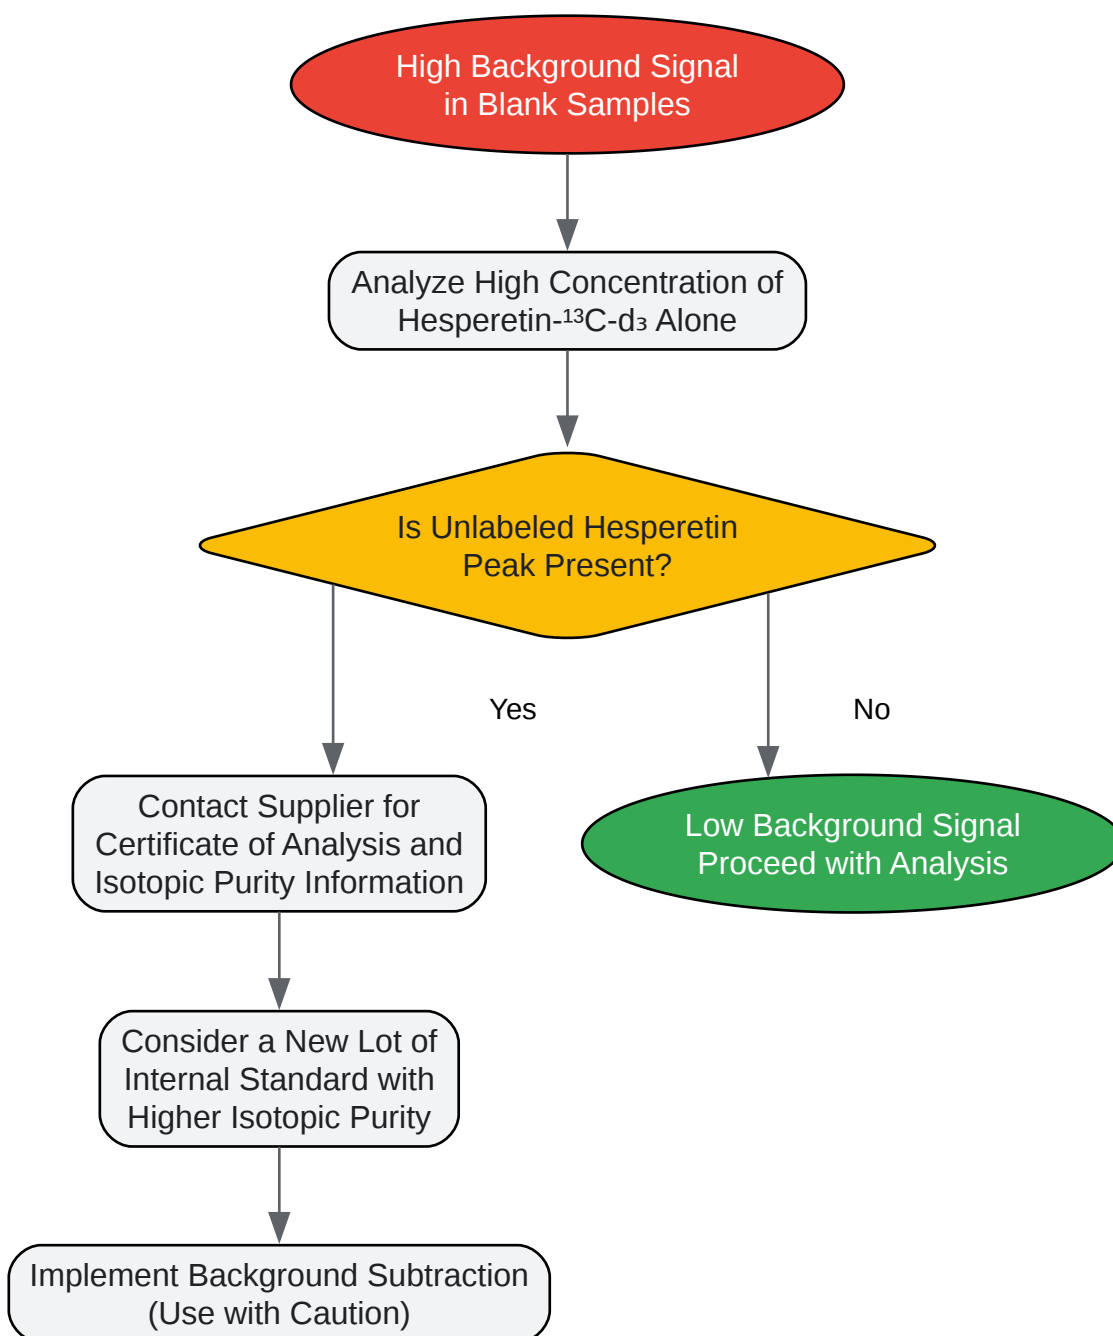 High Background Signal
in Blank Samples
Analyze High Concentration of
Hesperetin-¹³C-d₃ Alone
Is Unlabeled Hesperetin
Peak Present?
Yes
No
Contact Supplier for
Certificate of Analysis and
Isotopic Purity Information
Low Background Signal
Proceed with Analysis
Consider a New Lot of
Internal Standard with
Higher Isotopic Purity
Implement Background Subtraction
(Use with Caution)